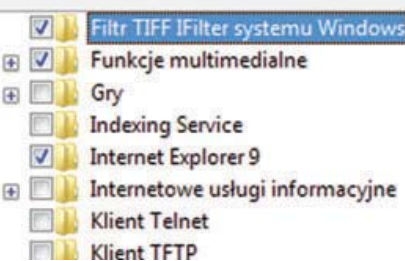 Filtr TIFF IFilter systemu Windows
Funkcje multimedialne
Gry
Indexing Service
Internet Explorer 9
Internetowe usługi informacyjne
Klient Telnet
Klient TFTP